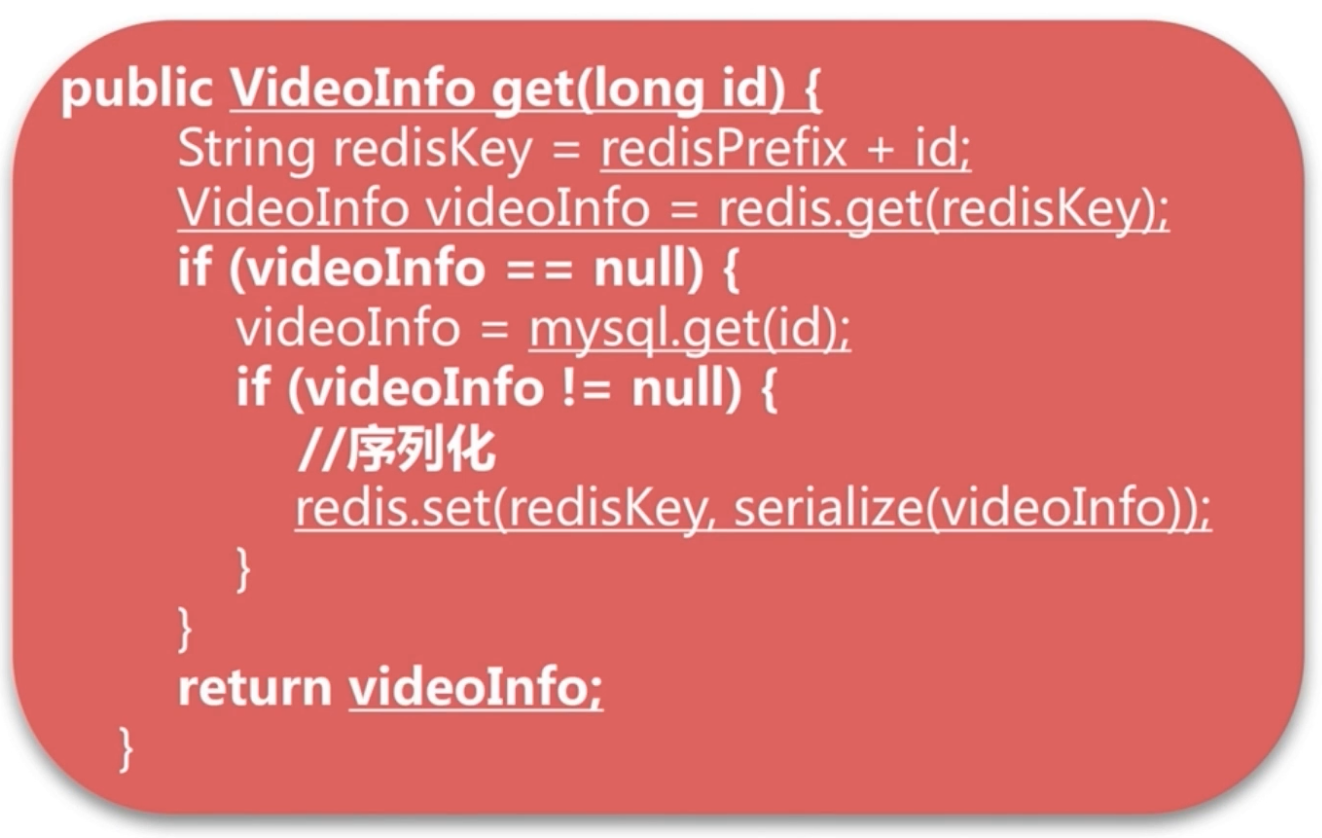 public VideoInfo get(long id) {
String redisKey = redisPrefix + id;
VideoInfo videoInfo = redis.get(redisKey);
if (videoInfo == null) {
videoInfo = mysql.get(id);
if (videoInfo != null) {
//序列化
redis.set(redisKey, serialize(videoInfo));
}
}
return videoInfo;
}